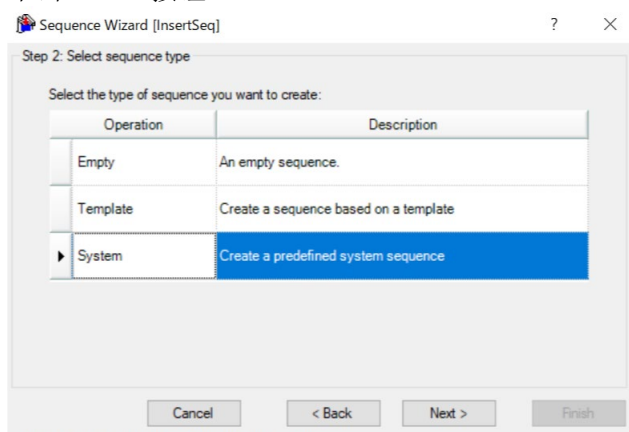 Sequence Wizard [InsertSeq]
Step 2: Select sequence type
Select the type of sequence you want to create:
Operation Description
Empty An empty sequence.
Template Create a sequence based on a template
System Create a predefined system sequence
Cancel < Back Next > Finish